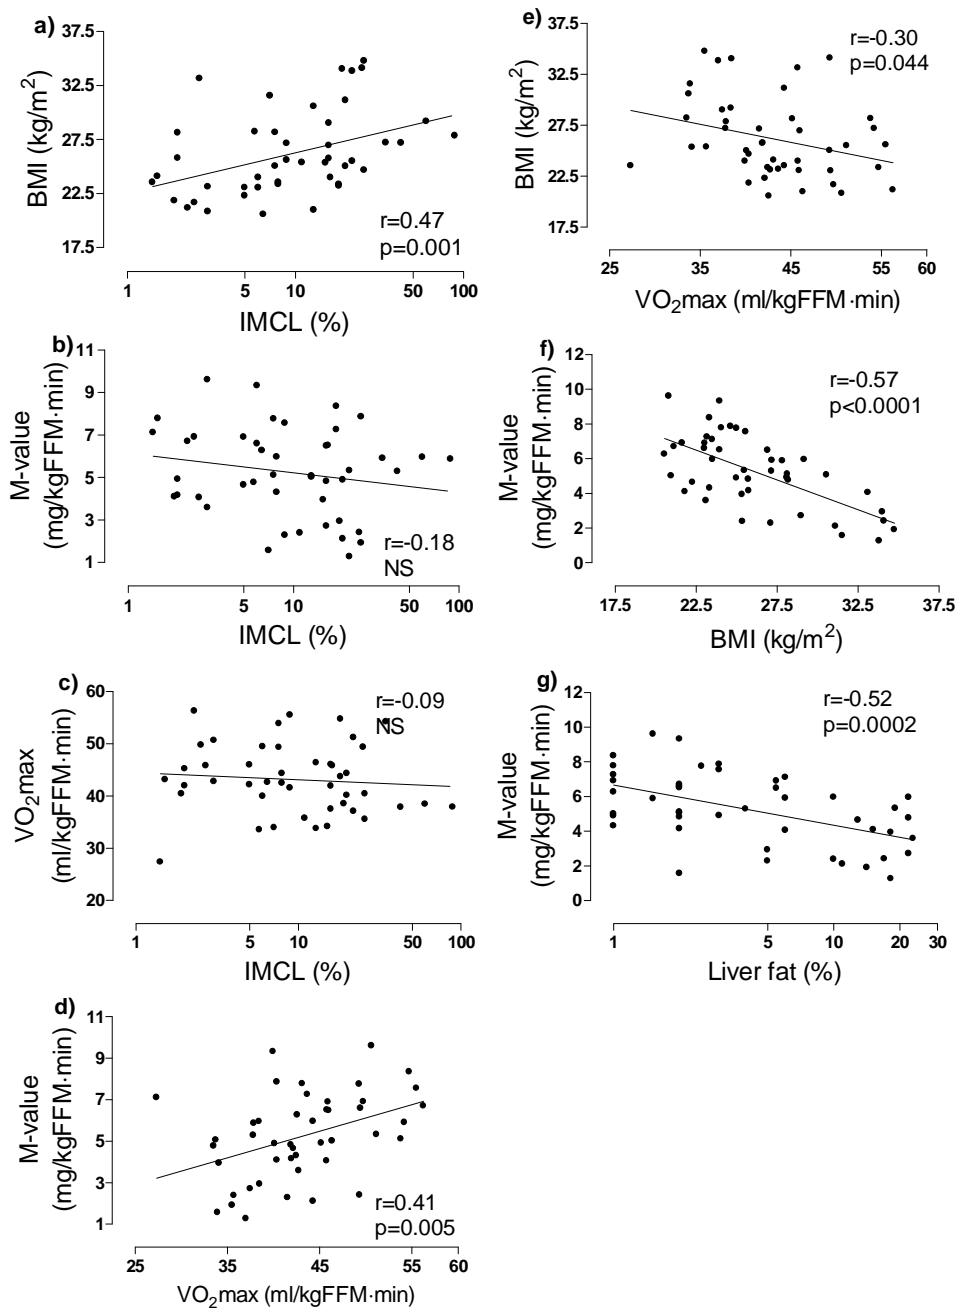 a)
37.5
32.5
27.5
22.5
17.5
BMI (kg/m²)
r=0.47
p=0.001
1
5
10
50
100
IMCL (%)
b)
11
9
7
5
3
1
M-value
(mg/kgFFM·min)
r=-0.18
NS
1
5
10
50
100
IMCL (%)
c)
60
50
40
30
20
VO₂max
(ml/kgFFM·min)
r=-0.09
NS
1
5
10
50
100
IMCL (%)
d)
11
9
7
5
3
1
M-value
(mg/kgFFM·min)
r=0.41
p=0.005
25
35
45
55
60
VO₂max (ml/kgFFM·min)
e)
37.5
32.5
27.5
22.5
17.5
BMI (kg/m²)
r=-0.30
p=0.044
25
35
45
55
60
VO₂max (ml/kgFFM·min)
f)
12
10
8
6
4
2
0
M-value
(mg/kgFFM·min)
r=-0.57
p<0.0001
17.5
22.5
27.5
32.5
37.5
BMI (kg/m²)
g)
12
10
8
6
4
2
0
M-value
(mg/kgFFM·min)
r=-0.52
p=0.0002
1
5
10
20
30
Liver fat (%)